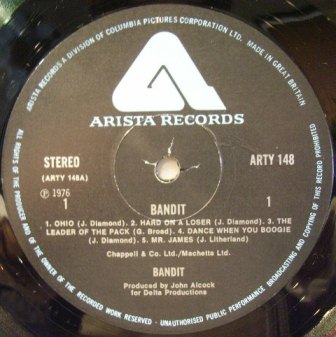 ARISTA RECORDS A DIVISION OF COLUMBIA PICTURES CORPORATION LTD. MADE IN GREAT BRITAIN
ARISTA RECORDS
STEREO
ARTY 148
(ARTY 148A)
Ⓟ 1976
1
BANDIT
1
1. OHIO (J. Diamond). 2. HARD ON A LOSER (J. Diamond). 3. THE
LEADER OF THE PACK (G. Broad). 4. DANCE WHEN YOU BOOGIE
(J. Diamond). 5. MR. JAMES (J. Litherland)
Chappell & Co. Ltd./Machetta Ltd.
BANDIT
Produced by John Alcock
for Delta Productions
ALL RIGHTS OF THE PRODUCER AND OF THE OWNER OF THE RECORDED WORK RESERVED - UNAUTHORISED PUBLIC PERFORMANCE BROADCASTING AND COPYING OF THIS RECORD PROHIBITED